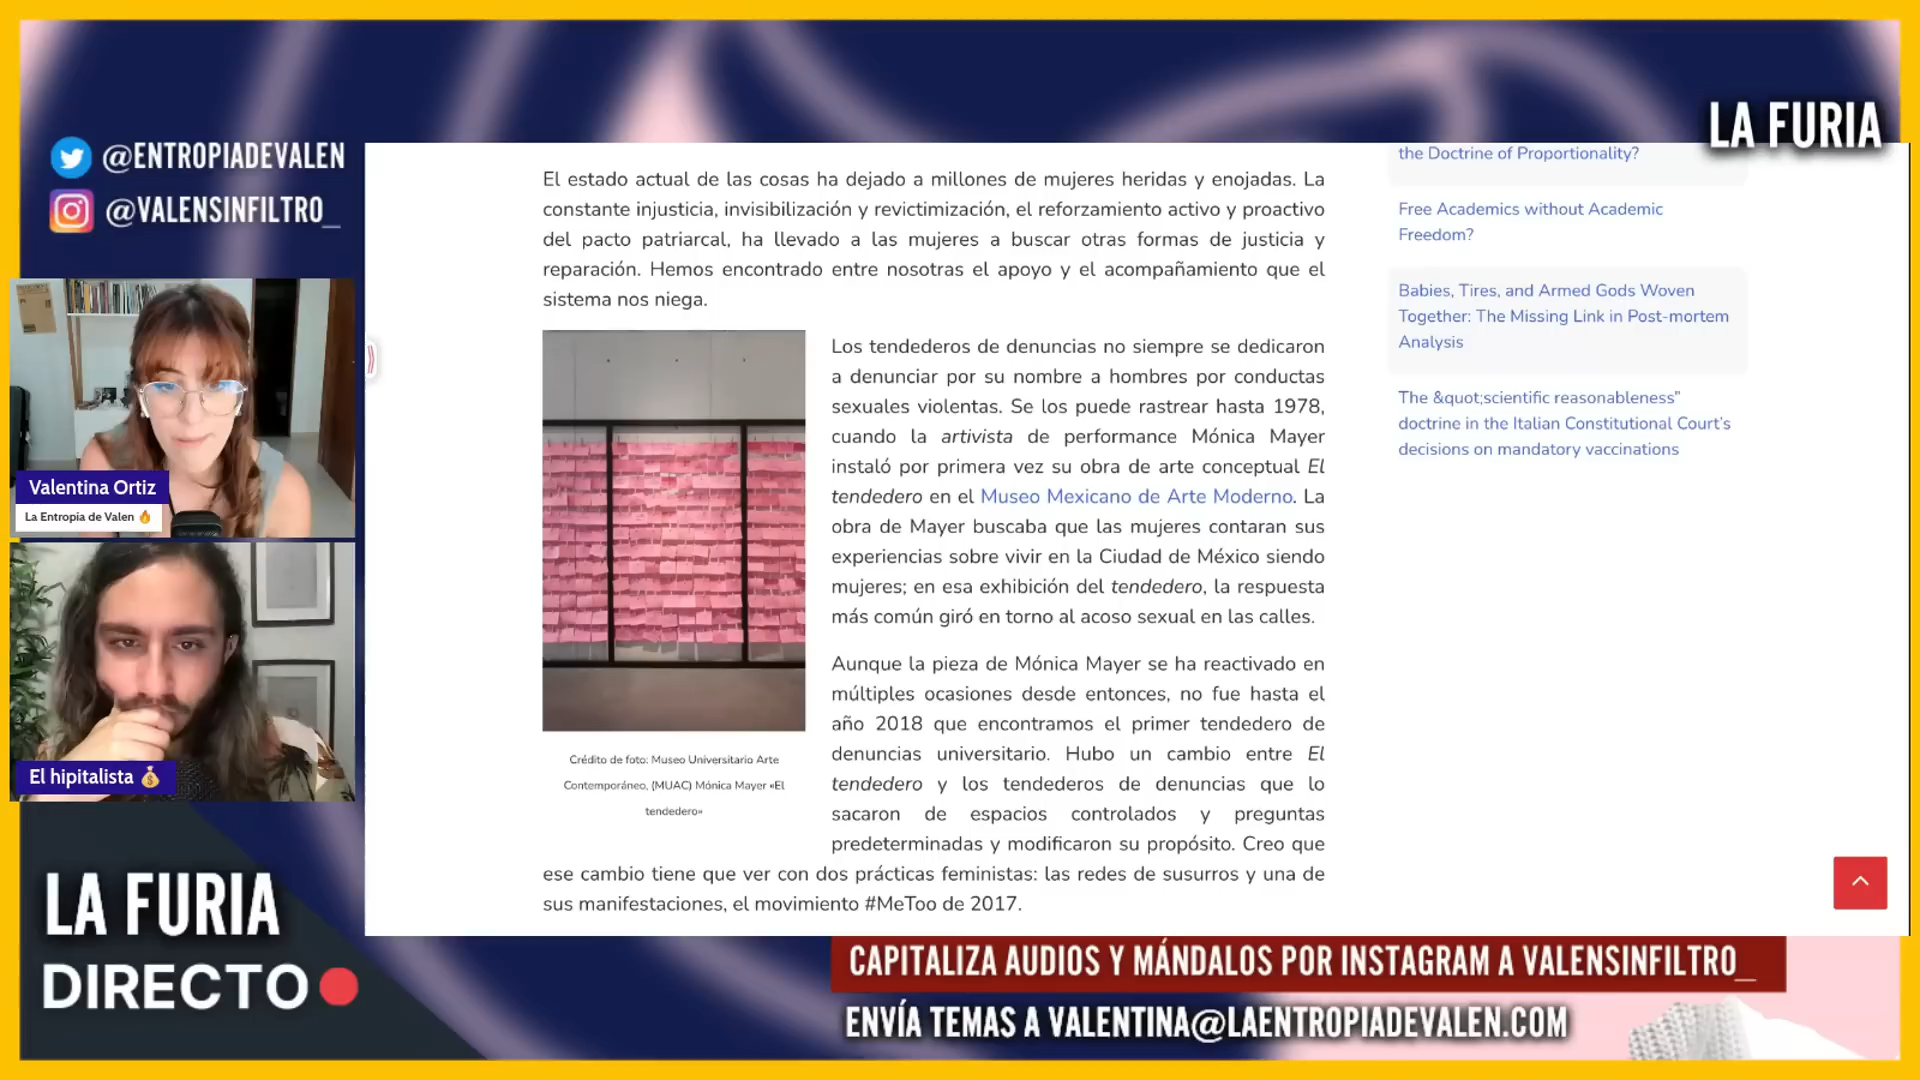 LA FURIA
@ENTROPIADEVALEN
@VALENSINFILTRO_
Valentina Ortiz
La Entropia de Valen 🔥
El hipitalista 💰
LA FURIA
DIRECTO
El estado actual de las cosas ha dejado a millones de mujeres heridas y enojadas. La
constante injusticia, invisibilización y revictimización, el reforzamiento activo y proactivo
del pacto patriarcal, ha llevado a las mujeres a buscar otras formas de justicia y
reparación. Hemos encontrado entre nosotras el apoyo y el acompañamiento que el
sistema nos niega.
Los tendederos de denuncias no siempre se dedicaron
a denunciar por su nombre a hombres por conductas
sexuales violentas. Se los puede rastrear hasta 1978,
cuando la artivista de performance Mónica Mayer
instaló por primera vez su obra de arte conceptual El
tendedero en el Museo Mexicano de Arte Moderno. La
obra de Mayer buscaba que las mujeres contaran sus
experiencias sobre vivir en la Ciudad de México siendo
mujeres; en esa exhibición del tendedero, la respuesta
más común giró en torno al acoso sexual en las calles.
Crédito de foto: Museo Universitario Arte
Contemporáneo, (MUAC) Mónica Mayer «El
tendedero»
Aunque la pieza de Mónica Mayer se ha reactivado en
múltiples ocasiones desde entonces, no fue hasta el
año 2018 que encontramos el primer tendedero de
denuncias universitario. Hubo un cambio entre El
tendedero y los tendederos de denuncias que lo
sacaron de espacios controlados y preguntas
predeterminadas y modificaron su propósito. Creo que
ese cambio tiene que ver con dos prácticas feministas: las redes de susurros y una de
sus manifestaciones, el movimiento #MeToo de 2017.
the Doctrine of Proportionality?
Free Academics without Academic
Freedom?
Babies, Tires, and Armed Gods Woven
Together: The Missing Link in Post-mortem
Analysis
The &quot;scientific reasonableness”
doctrine in the Italian Constitutional Court’s
decisions on mandatory vaccinations
CAPITALIZA AUDIOS Y MÁNDALOS POR INSTAGRAM A VALENSINFILTRO_
ENVÍA TEMAS A VALENTINA@LAENTROPIADEVALEN.COM